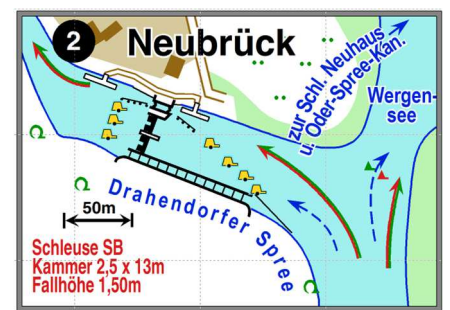 2 Neubrück
zur Schl. Neuhaus
u. Oder-Spree-Kan.
Wergen-
see
Drahendorfer Spree
50m
Schleuse SB
Kammer 2,5 x 13m
Fallhöhe 1,50m